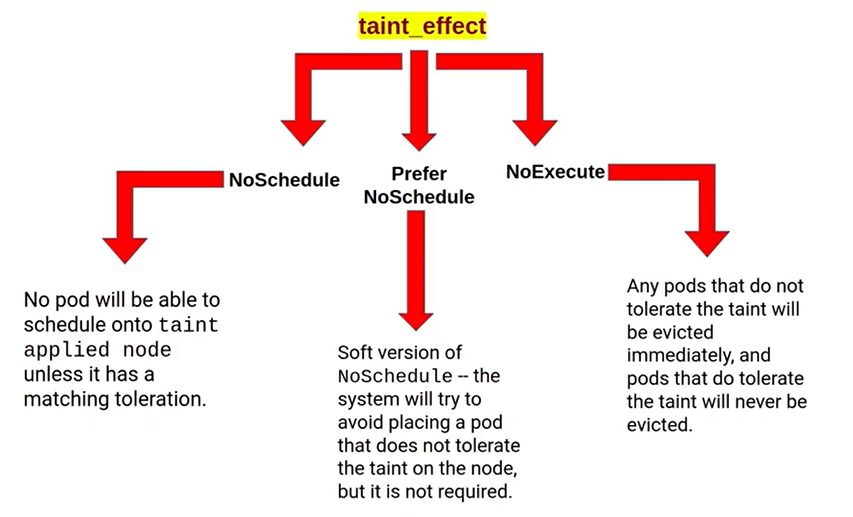 taint_effect
NoSchedule
Prefer
NoSchedule
NoExecute
No pod will be able to
schedule onto taint
applied node
unless it has a
matching toleration.
Soft version of
NoSchedule -- the
system will try to
avoid placing a pod
that does not tolerate
the taint on the node,
but it is not required.
Any pods that do not
tolerate the taint will
be evicted
immediately, and
pods that do tolerate
the taint will never be
evicted.